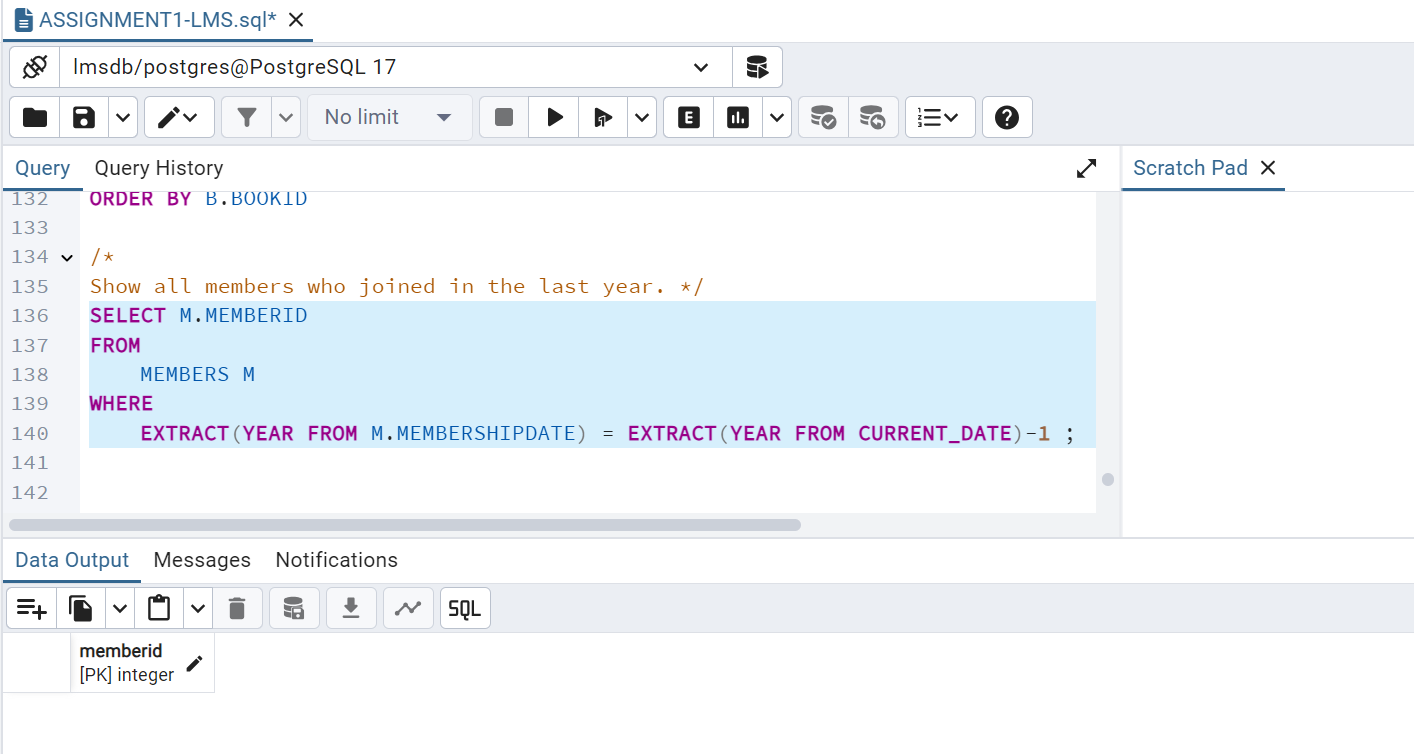 ASSIGNMENT1-LMS.sql*
lmsdb/postgres@PostgreSQL 17
No limit
E
Query Query History
Scratch Pad
132 ORDER BY B.BOOKID
133
134 /*
135 Show all members who joined in the last year. */
136 SELECT M.MEMBERID
137 FROM
138 MEMBERS M
139 WHERE
140 EXTRACT(YEAR FROM M.MEMBERSHIPDATE) = EXTRACT(YEAR FROM CURRENT_DATE)-1 ;
141
142
Data Output Messages Notifications
SQL
memberid
[PK] integer